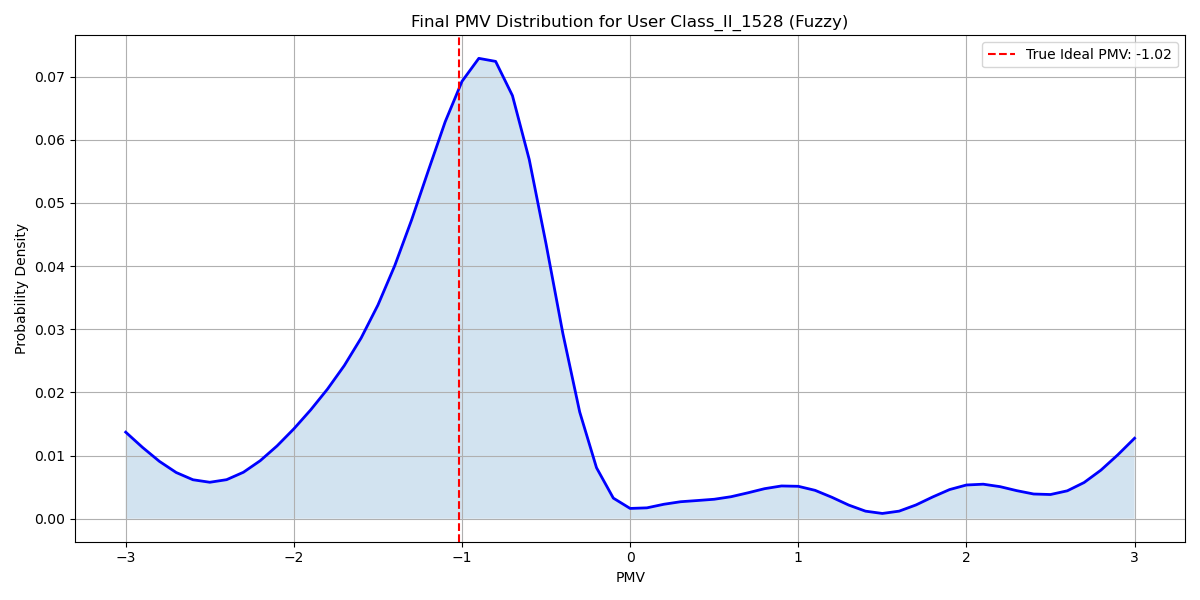 Final PMV Distribution for User Class_II_1528 (Fuzzy)
True Ideal PMV: -1.02
Probability Density
0.07
0.06
0.05
0.04
0.03
0.02
0.01
0.00
−3 −2 −1 0 1 2 3
PMV